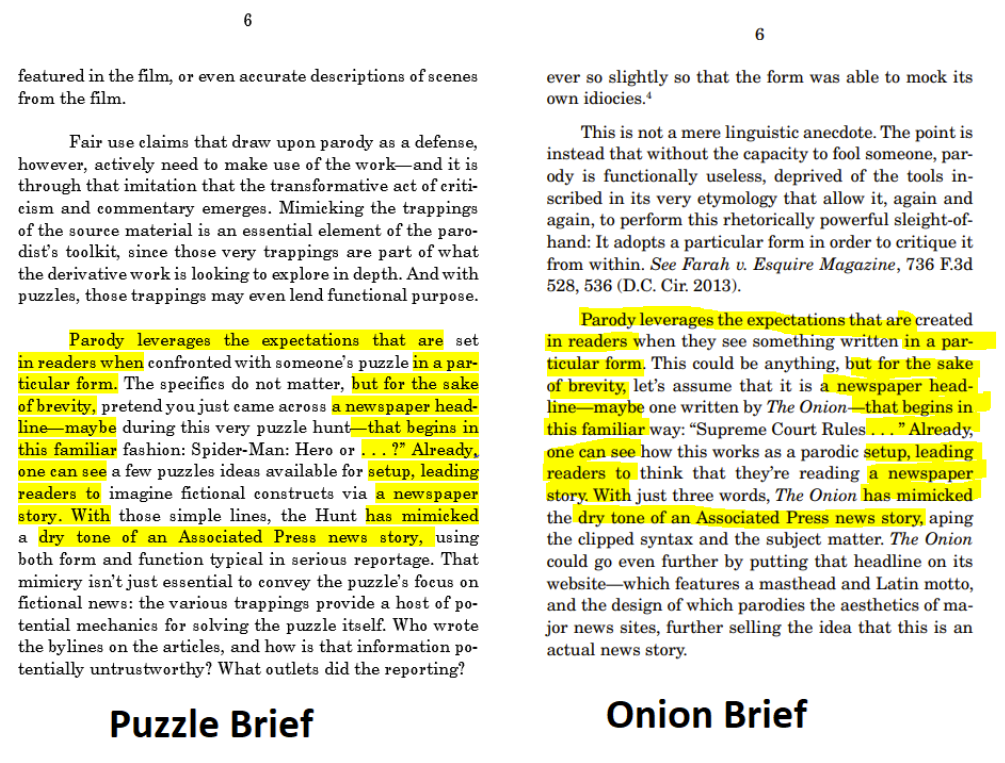 6
featured in the film, or even accurate descriptions of scenes
from the film.
Fair use claims that draw upon parody as a defense,
however, actively need to make use of the work—and it is
through that imitation that the transformative act of criti-
cism and commentary emerges. Mimicking the trappings
of the source material is an essential element of the paro-
dist's toolkit, since those very trappings are part of what
the derivative work is looking to explore in depth. And with
puzzles, those trappings may even lend functional purpose.
Parody leverages the expectations that are set
in readers when confronted with someone's puzzle in a par-
ticular form. The specifics do not matter, but for the sake
of brevity, pretend you just came across a newspaper head-
line—maybe during this very puzzle hunt—that begins in
this familiar fashion: Spider-Man: Hero or . . . ?" Already,
one can see a few puzzles ideas available for setup, leading
readers to imagine fictional constructs via a newspaper
story. With those simple lines, the Hunt has mimicked
a dry tone of an Associated Press news story, using
both form and function typical in serious reportage. That
mimicry isn't just essential to convey the puzzle's focus on
fictional news: the various trappings provide a host of po-
tential mechanics for solving the puzzle itself. Who wrote
the bylines on the articles, and how is that information po-
tentially untrustworthy? What outlets did the reporting?
Puzzle Brief
6
ever so slightly so that the form was able to mock its
own idiocies.⁴
This is not a mere linguistic anecdote. The point is
instead that without the capacity to fool someone, par-
ody is functionally useless, deprived of the tools in-
scribed in its very etymology that allow it, again and
again, to perform this rhetorically powerful sleight-of-
hand: It adopts a particular form in order to critique it
from within. See Farah v. Esquire Magazine, 736 F.3d
528, 536 (D.C. Cir. 2013).
Parody leverages the expectations that are created
in readers when they see something written in a par-
ticular form. This could be anything, but for the sake
of brevity, let's assume that it is a newspaper head-
line—maybe one written by The Onion—that begins in
this familiar way: "Supreme Court Rules . . . " Already,
one can see how this works as a parodic setup, leading
readers to think that they're reading a newspaper
story. With just three words, The Onion has mimicked
the dry tone of an Associated Press news story, aping
the clipped syntax and the subject matter. The Onion
could go even further by putting that headline on its
website—which features a masthead and Latin motto,
and the design of which parodies the aesthetics of ma-
jor news sites, further selling the idea that this is an
actual news story.
Onion Brief